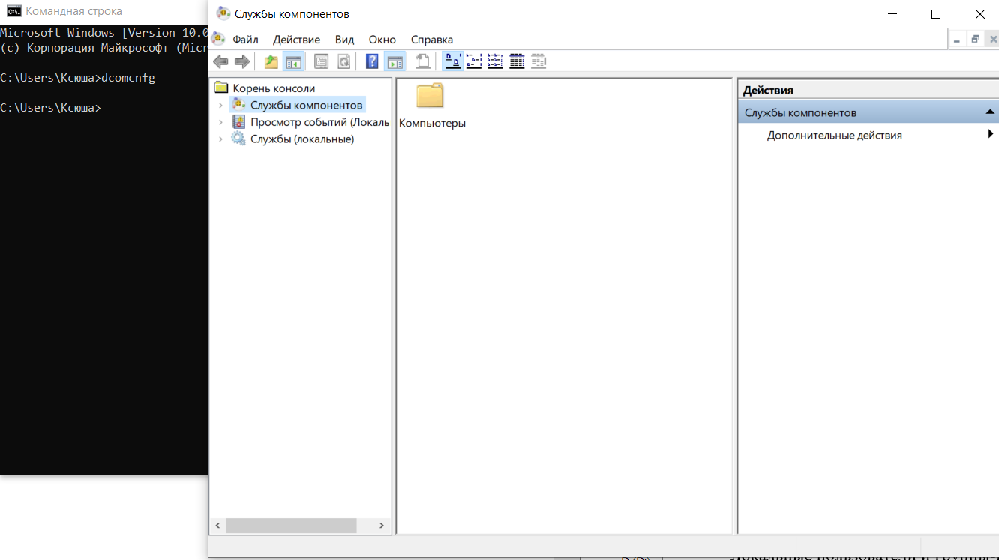 Командная строка
Microsoft Windows [Version 10.0
(c) Корпорация Майкрософт (Micr
C:\Users\Ксюша>dcomcnfg
C:\Users\Ксюша>
Службы компонентов
Файл Действие Вид Окно Справка
Корень консоли
Службы компонентов
Просмотр событий (Локаль
Службы (локальные)
Компьютеры
Действия
Службы компонентов
Дополнительные действия